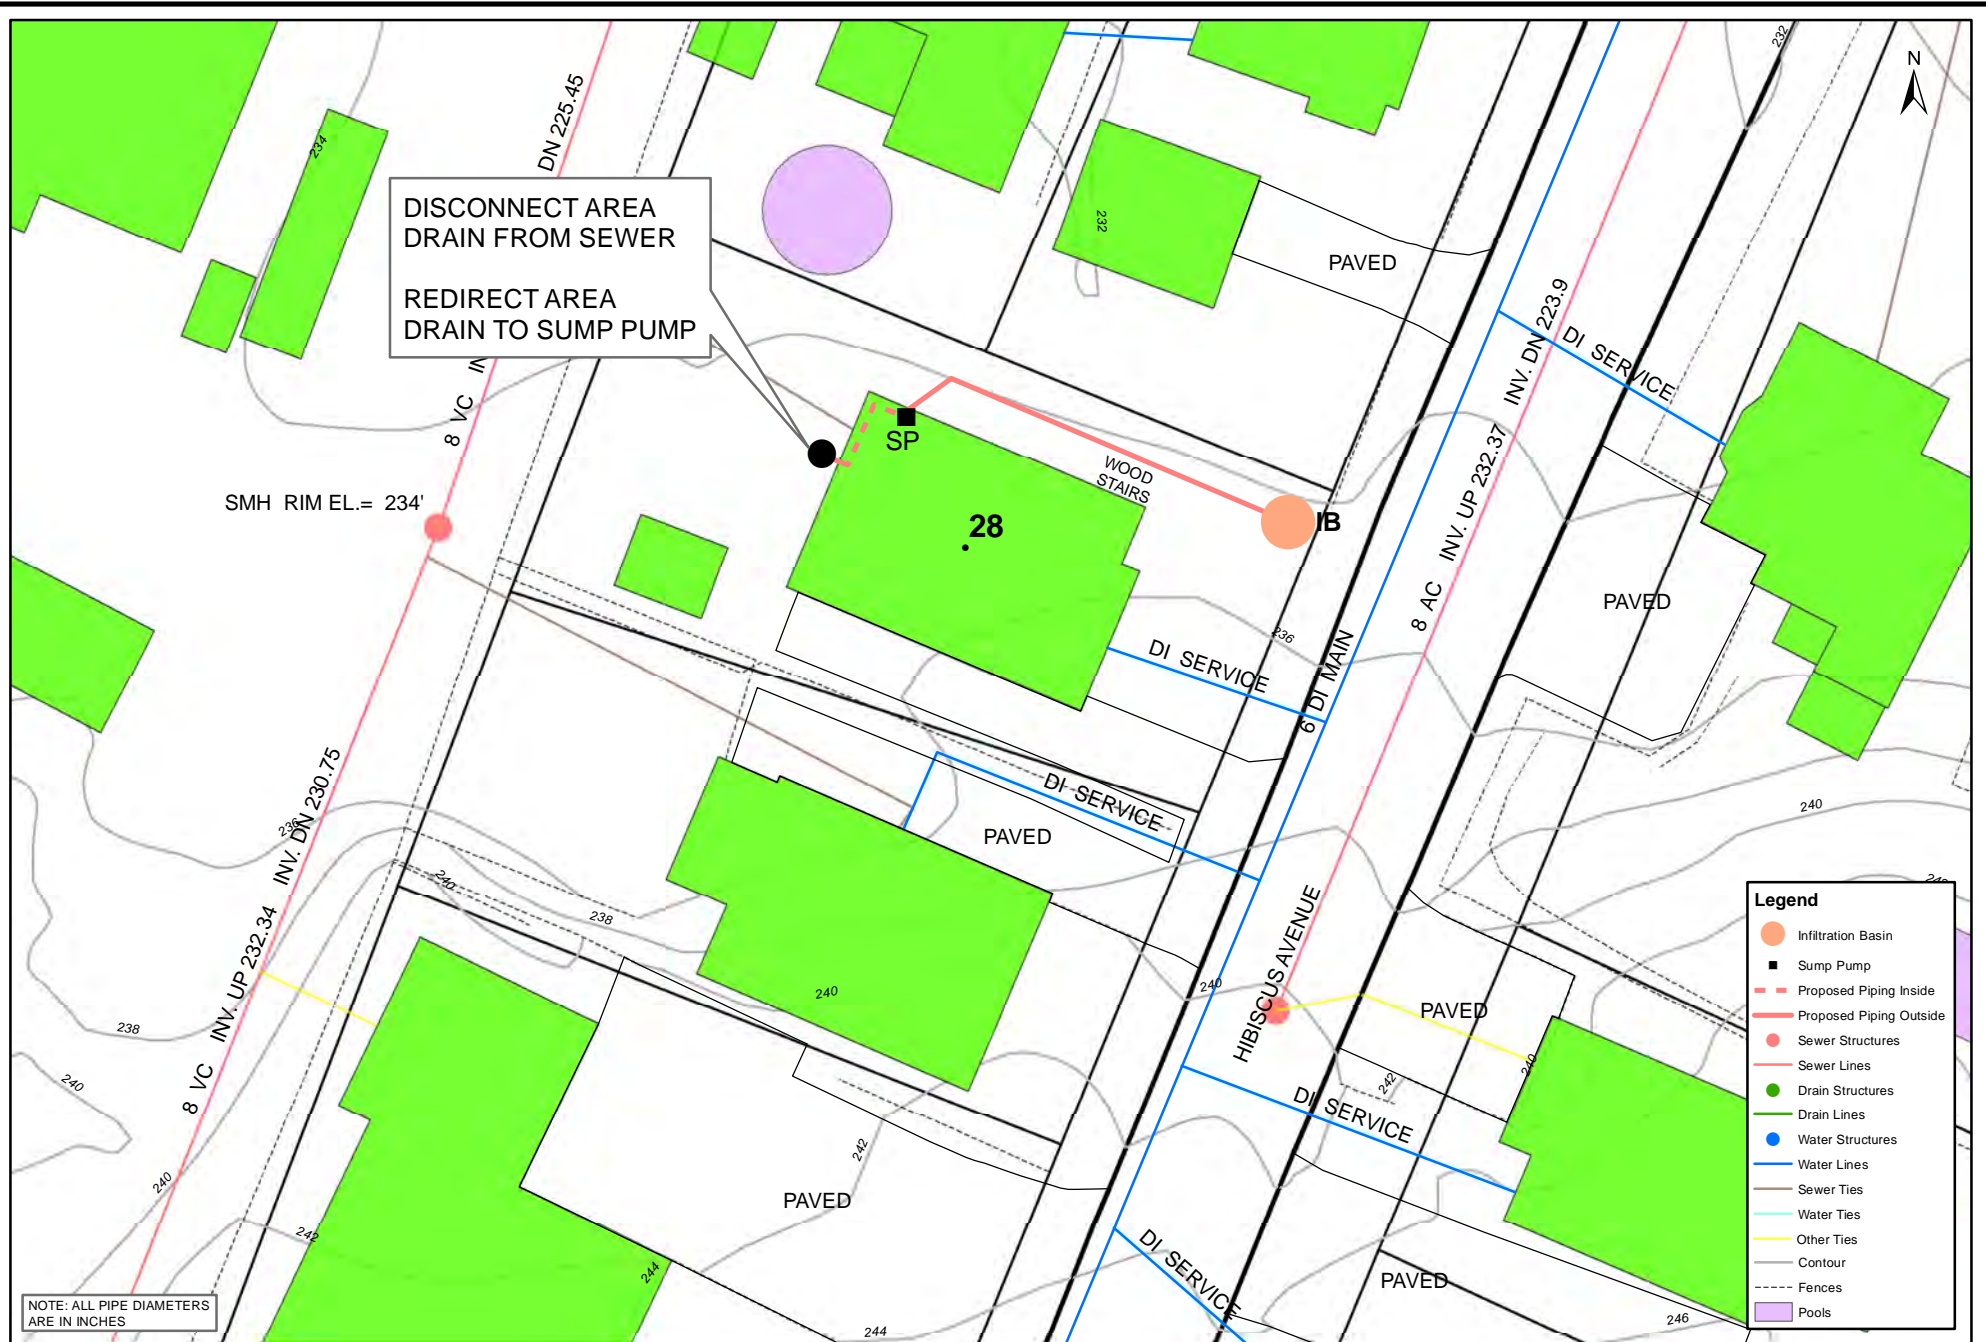 232
N
DN 225.45
234
DISCONNECT AREA
DRAIN FROM SEWER
REDIRECT AREA
DRAIN TO SUMP PUMP
232
PAVED
INV. DN 223.9
DI SERVICE
8 VC
SP
WOOD
STAIRS
SMH RIM EL.= 234'
28
IB
INV. UP 232.37
8 AC
PAVED
236
DI SERVICE
6 DI MAIN
INV. DN 230.75
236
DI SERVICE
PAVED
240
240
238
INV. UP 232.34
240
240
HIBISCUS AVENUE
PAVED
238
240
8 VC
240
242
240
DI SERVICE
242
PAVED
242
244
DI SERVICE
PAVED
244
246
NOTE: ALL PIPE DIAMETERS
ARE IN INCHES
Legend
Infiltration Basin
Sump Pump
Proposed Piping Inside
Proposed Piping Outside
Sewer Structures
Sewer Lines
Drain Structures
Drain Lines
Water Structures
Water Lines
Sewer Ties
Water Ties
Other Ties
Contour
Fences
Pools